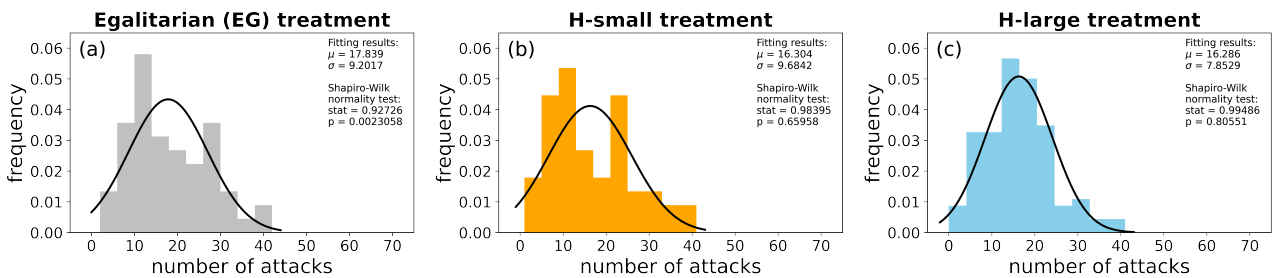 Egalitarian (EG) treatment
(a)
Fitting results:
μ = 17.839
σ = 9.2017
Shapiro-Wilk
normality test:
stat = 0.92726
p = 0.0023058
frequency
0.06
0.05
0.04
0.03
0.02
0.01
0.00
0 10 20 30 40 50 60 70
number of attacks
H-small treatment
(b)
Fitting results:
μ = 16.304
σ = 9.6842
Shapiro-Wilk
normality test:
stat = 0.98395
p = 0.65958
frequency
0.06
0.05
0.04
0.03
0.02
0.01
0.00
0 10 20 30 40 50 60 70
number of attacks
H-large treatment
(c)
Fitting results:
μ = 16.286
σ = 7.8529
Shapiro-Wilk
normality test:
stat = 0.99486
p = 0.80551
frequency
0.06
0.05
0.04
0.03
0.02
0.01
0.00
0 10 20 30 40 50 60 70
number of attacks